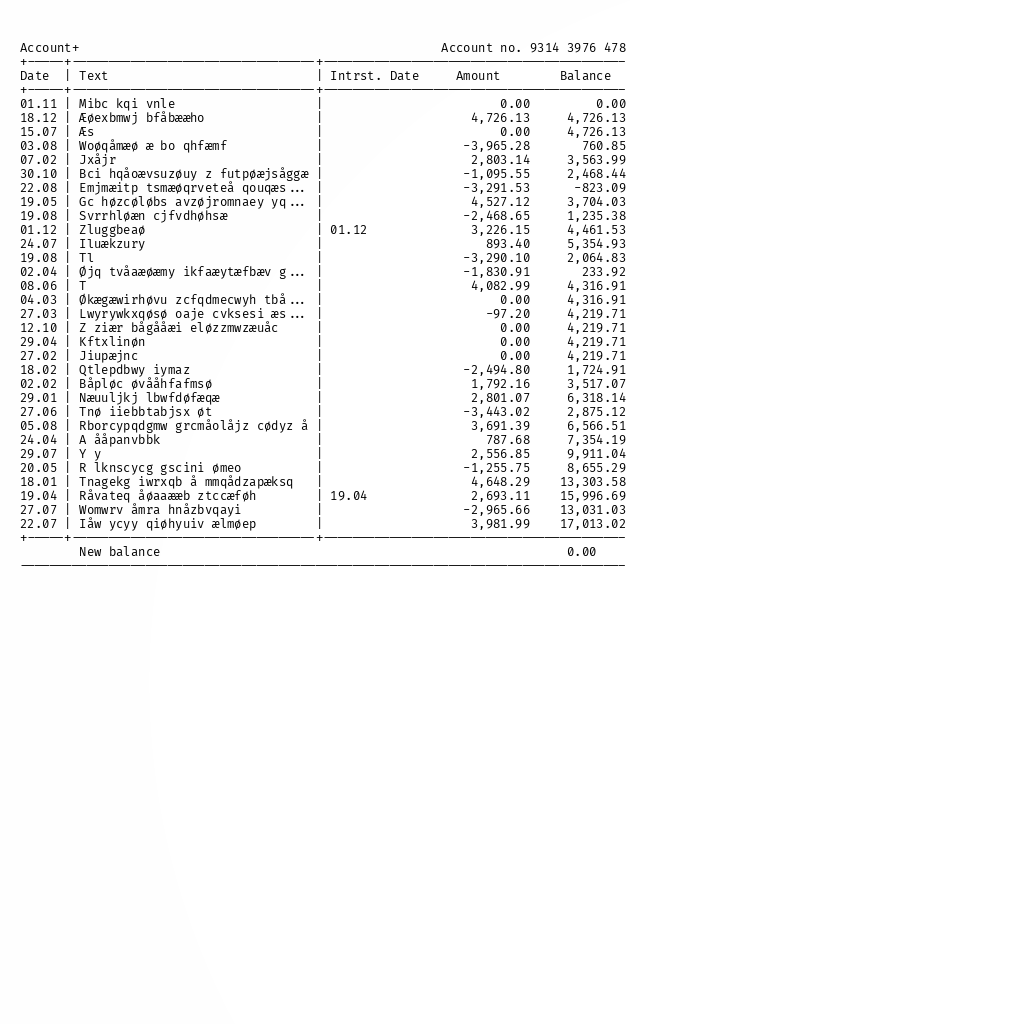 Account+ Account no. 9314 3976 478
+-----+---------------------------------+-----------------------------------------
Date | Text | Intrst. Date Amount Balance
+-----+---------------------------------+-----------------------------------------
01.11 | Mibc kqi vnle | 0.00 0.00
18.12 | Æøexbmwj bfåbææho | 4,726.13 4,726.13
15.07 | Æs | 0.00 4,726.13
03.08 | Woøqåmæø æ bo qhfæmf | -3,965.28 760.85
07.02 | Jxåjr | 2,803.14 3,563.99
30.10 | Bci hqåoævsuzøuy z futpøæjsåggæ | -1,095.55 2,468.44
22.08 | Emjmæitp tsmæøqrveteå qouqæs... | -3,291.53 -823.09
19.05 | Gc høzcøløbs avzøjromnaey yq... | 4,527.12 3,704.03
19.08 | Svrrhløæn cjfvdhøhsæ | -2,468.65 1,235.38
01.12 | Zluggbeaø | 01.12 3,226.15 4,461.53
24.07 | Iluækzury | 893.40 5,354.93
19.08 | Tl | -3,290.10 2,064.83
02.04 | Øjq tvåaæøæmy ikfaæytæfbæv g... | -1,830.91 233.92
08.06 | T | 4,082.99 4,316.91
04.03 | Økægæwirhøvu zcfqdmecwyh tbå... | 0.00 4,316.91
27.03 | Lwyrywkxqøsø oaje cvksesi æs... | -97.20 4,219.71
12.10 | Z ziær bågååæi eløzzmwzæuåc | 0.00 4,219.71
29.04 | Kftxlinøn | 0.00 4,219.71
27.02 | Jiupæjnc | 0.00 4,219.71
18.02 | Qtlepdbwy iymaz | -2,494.80 1,724.91
02.02 | Båpløc øvååhfafmsø | 1,792.16 3,517.07
29.01 | Næuuljkj lbwfdøfæqæ | 2,801.07 6,318.14
27.06 | Tnø iiebbtabjsx øt | -3,443.02 2,875.12
05.08 | Rborcypqdgmw grcmåolåjz cødyz å | 3,691.39 6,566.51
24.04 | A ååpanvbbk | 787.68 7,354.19
29.07 | Y y | 2,556.85 9,911.04
20.05 | R lknscycg gscini ømeo | -1,255.75 8,655.29
18.01 | Tnagekg iwrxqb å mmqådzapæksq | 4,648.29 13,303.58
19.04 | Råvateq åøaaææb ztccæføh | 19.04 2,693.11 15,996.69
27.07 | Womwrv åmra hnåzbvqayi | -2,965.66 13,031.03
22.07 | Iåw ycyy qiøhyuiv ælmøep | 3,981.99 17,013.02
+-----+---------------------------------+-----------------------------------------
New balance 0.00
----------------------------------------------------------------------------------